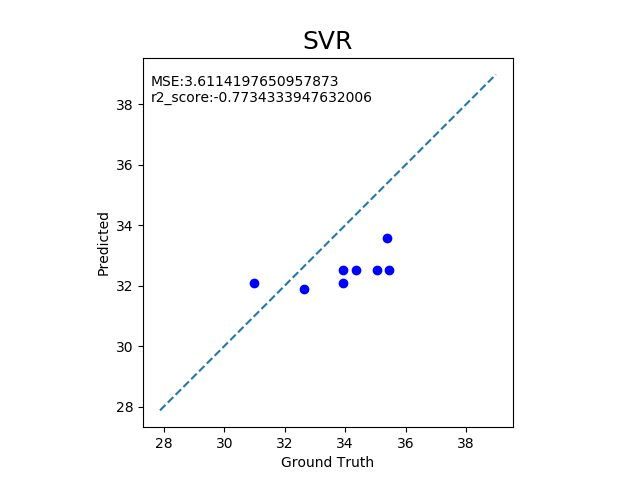 SVR
MSE:3.6114197650957873
r2_score:-0.7734333947632006
38
36
34
32
30
28
Predicted
28 30 32 34 36 38
Ground Truth